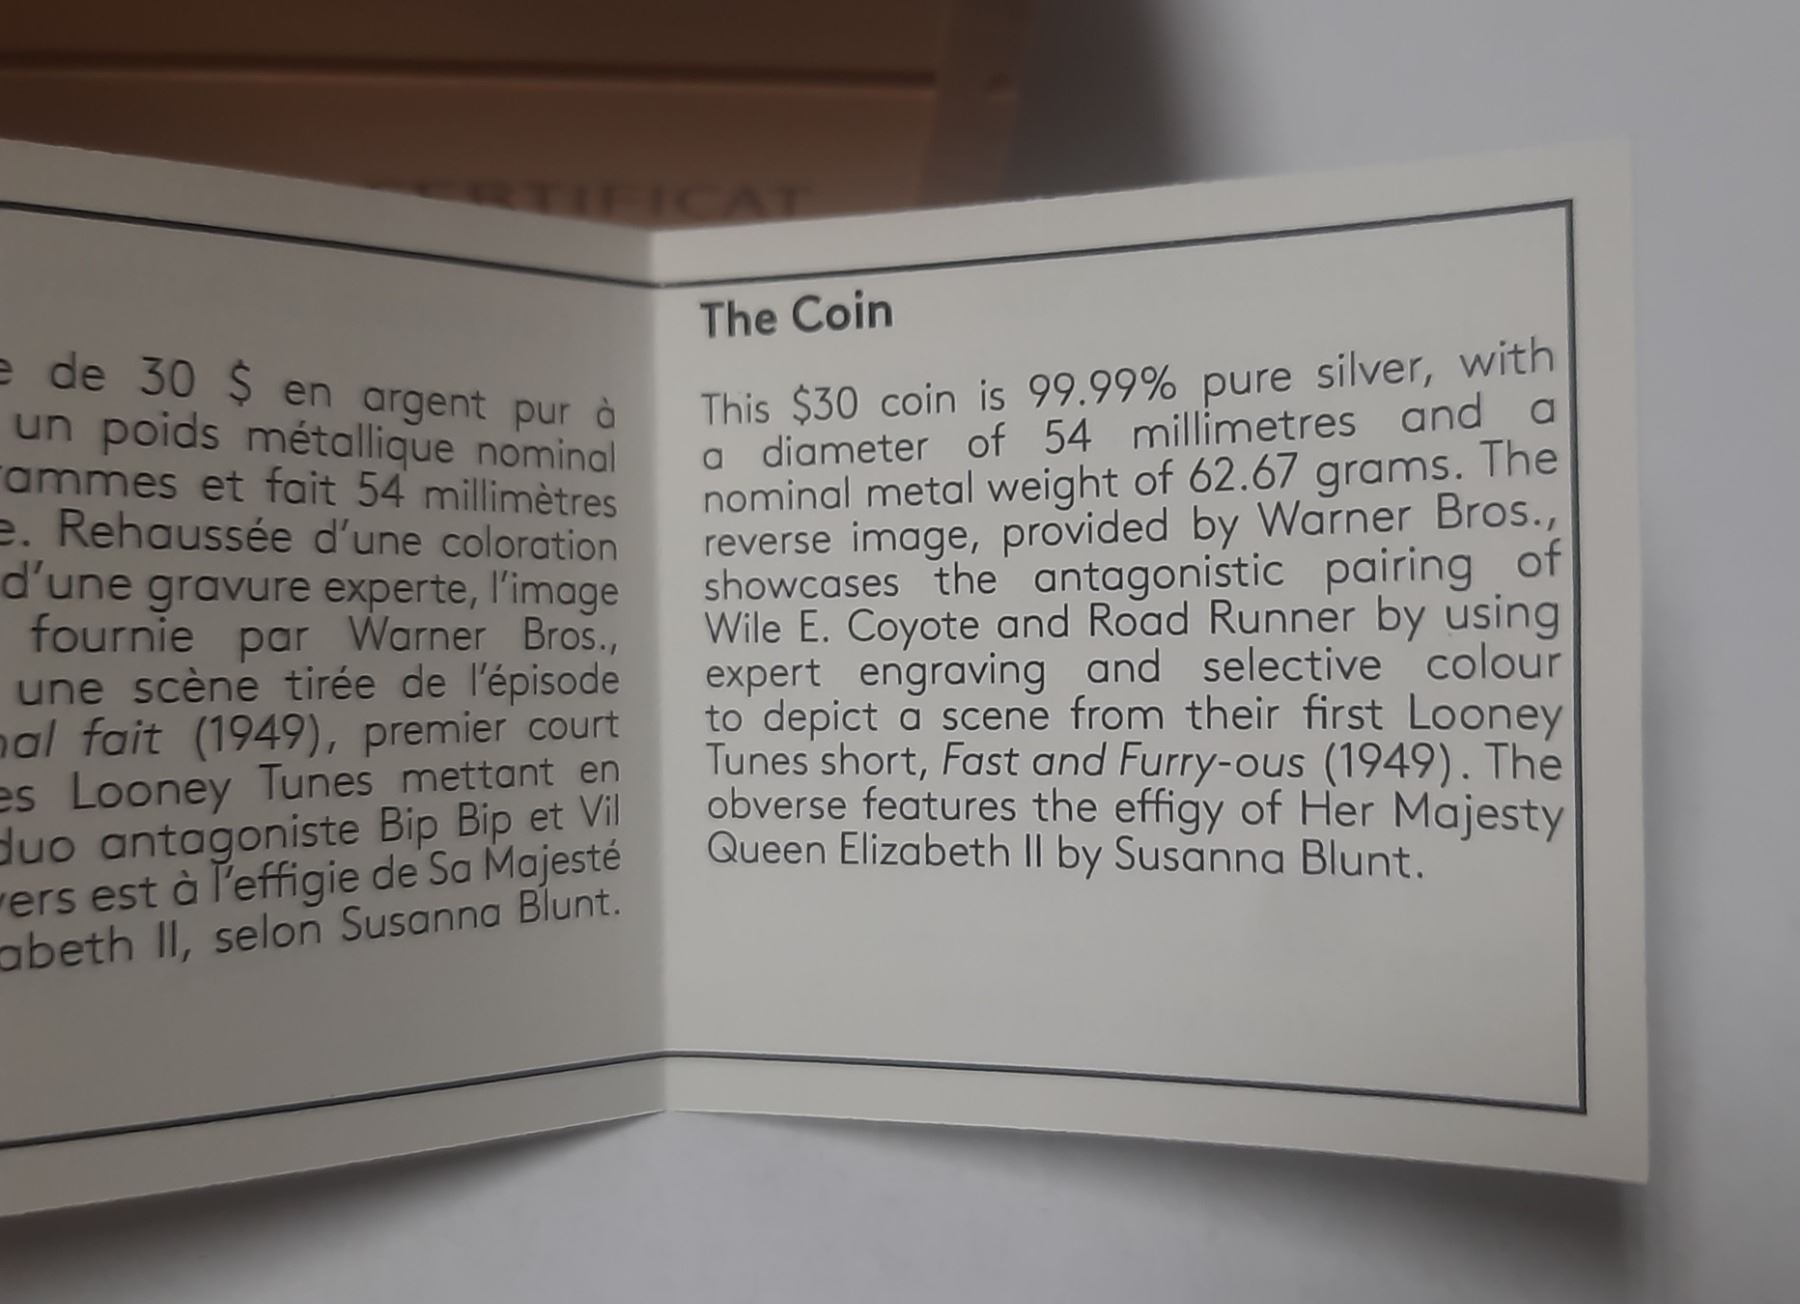 CERTIFICAT
de 30 $ en argent pur à
un poids métallique nominal
et fait 54 millimètres
Rehaussée d'une coloration
d'une gravure experte, l'image
fournie par Warner Bros.,
une scène tirée de l'épisode
fait (1949), premier court
Looney Tunes mettant en
duo antagoniste Bip Bip et Vil
est à l'effigie de Sa Majesté
II, selon Susanna Blunt.
The Coin
This $30 coin is 99.99% pure silver, with
a diameter of 54 millimetres and a
nominal metal weight of 62.67 grams. The
reverse image, provided by Warner Bros.,
showcases the antagonistic pairing of
Wile E. Coyote and Road Runner by using
expert engraving and selective colour
to depict a scene from their first Looney
Tunes short, Fast and Furry-ous (1949). The
obverse features the effigy of Her Majesty
Queen Elizabeth II by Susanna Blunt.